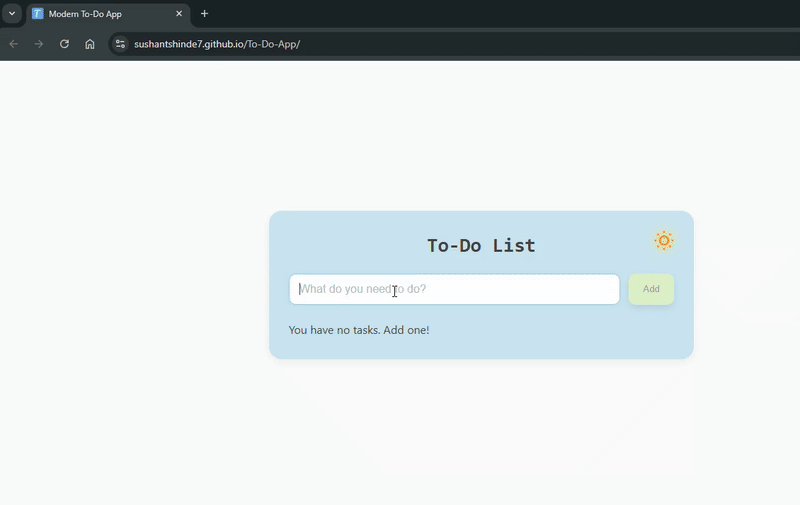 Modern To-Do App
sushantshinde7.github.io/To-Do-App/
To-Do List
What do you need to do?
Add
You have no tasks. Add one!